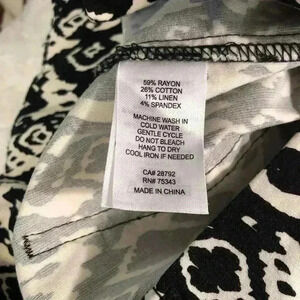 59% RAYON
26% COTTON
11% LINEN
4% SPANDEX
MACHINE WASH IN
COLD WATER
GENTLE CYCLE
DO NOT BLEACH
HANG TO DRY
COOL IRON IF NEEDED
CA# 28792
RN# 75343
MADE IN CHINA